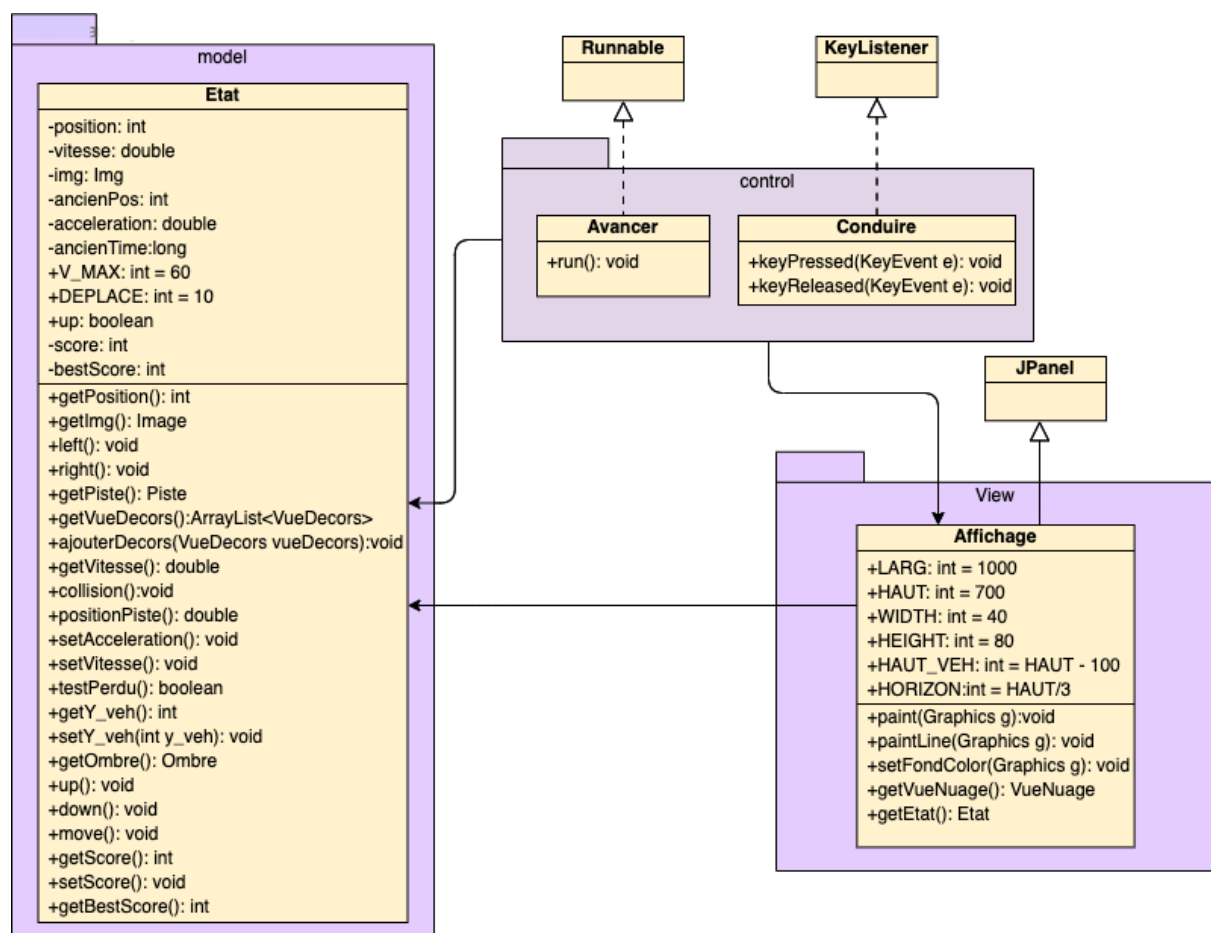 model
Etat
-position: int
-vitesse: double
-img: Img
-ancienPos: int
-acceleration: double
-ancienTime:long
+V_MAX: int = 60
+DEPLACE: int = 10
+up: boolean
-score: int
-bestScore: int
+getPosition(): int
+getImg(): Image
+left(): void
+right(): void
+getPiste(): Piste
+getVueDecors():ArrayList<VueDecors>
+ajouterDecors(VueDecors vueDecors):void
+getVitesse(): double
+collision():void
+positionPiste(): double
+setAcceleration(): void
+setVitesse(): void
+testPerdu(): boolean
+getY_veh(): int
+setY_veh(int y_veh): void
+getOmbre(): Ombre
+up(): void
+down(): void
+move(): void
+getScore(): int
+setScore(): void
+getBestScore(): int
Runnable
KeyListener
control
Avancer
+run(): void
Conduire
+keyPressed(KeyEvent e): void
+keyReleased(KeyEvent e): void
JPanel
View
Affichage
+LARG: int = 1000
+HAUT: int = 700
+WIDTH: int = 40
+HEIGHT: int = 80
+HAUT_VEH: int = HAUT - 100
+HORIZON:int = HAUT/3
+paint(Graphics g):void
+paintLine(Graphics g): void
+setFondColor(Graphics g): void
+getVueNuage(): VueNuage
+getEtat(): Etat